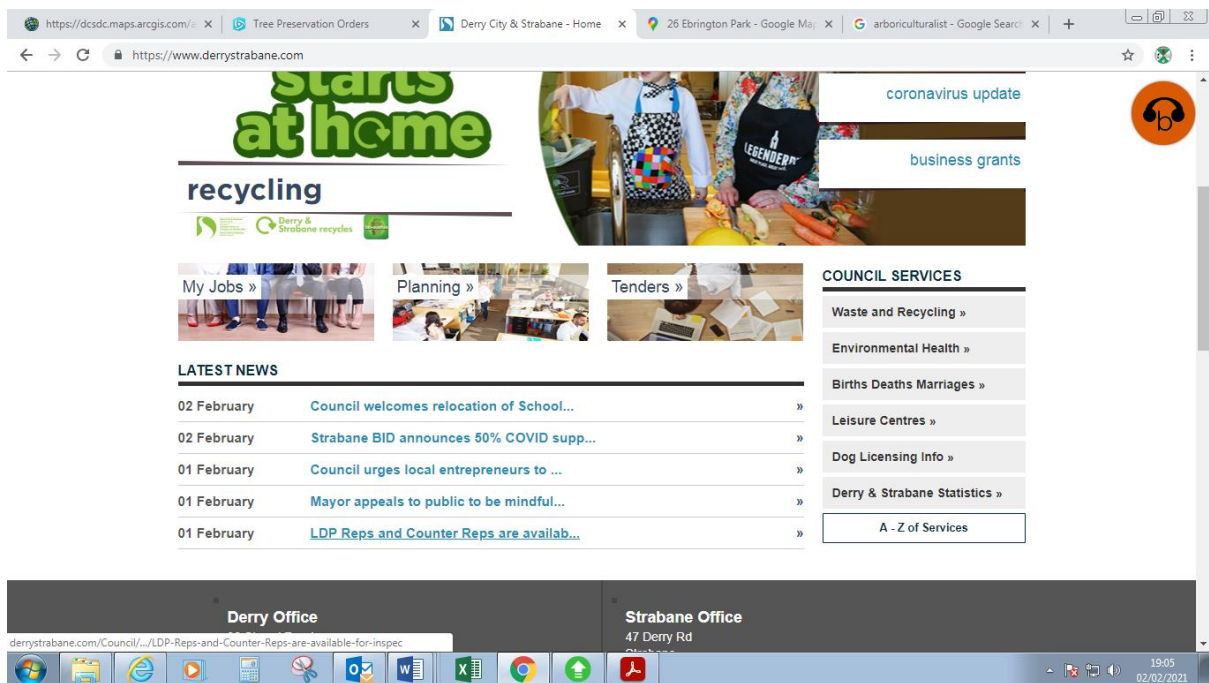 https://dcsdc.maps.arcgis.com/a
Tree Preservation Orders
Derry City & Strabane - Home
26 Ebrington Park - Google Map
arboriculturalist - Google Search
https://www.derrystrabane.com
starts
at home
recycling
Derry &
Strabane recycles
LEGENDERRY
coronavirus update
business grants
b
My Jobs »
Planning »
Tenders »
COUNCIL SERVICES
Waste and Recycling »
Environmental Health »
Births Deaths Marriages »
Leisure Centres »
Dog Licensing Info »
Derry & Strabane Statistics »
A - Z of Services
LATEST NEWS
02 February Council welcomes relocation of School... »
02 February Strabane BID announces 50% COVID supp... »
01 February Council urges local entrepreneurs to ... »
01 February Mayor appeals to public to be mindful... »
01 February LDP Reps and Counter Reps are availab... »
Derry Office
Strabane Office
47 Derry Rd
derrystrabane.com/Council/.../LDP-Reps-and-Counter-Reps-are-available-for-inspec
19:05
02/02/2021